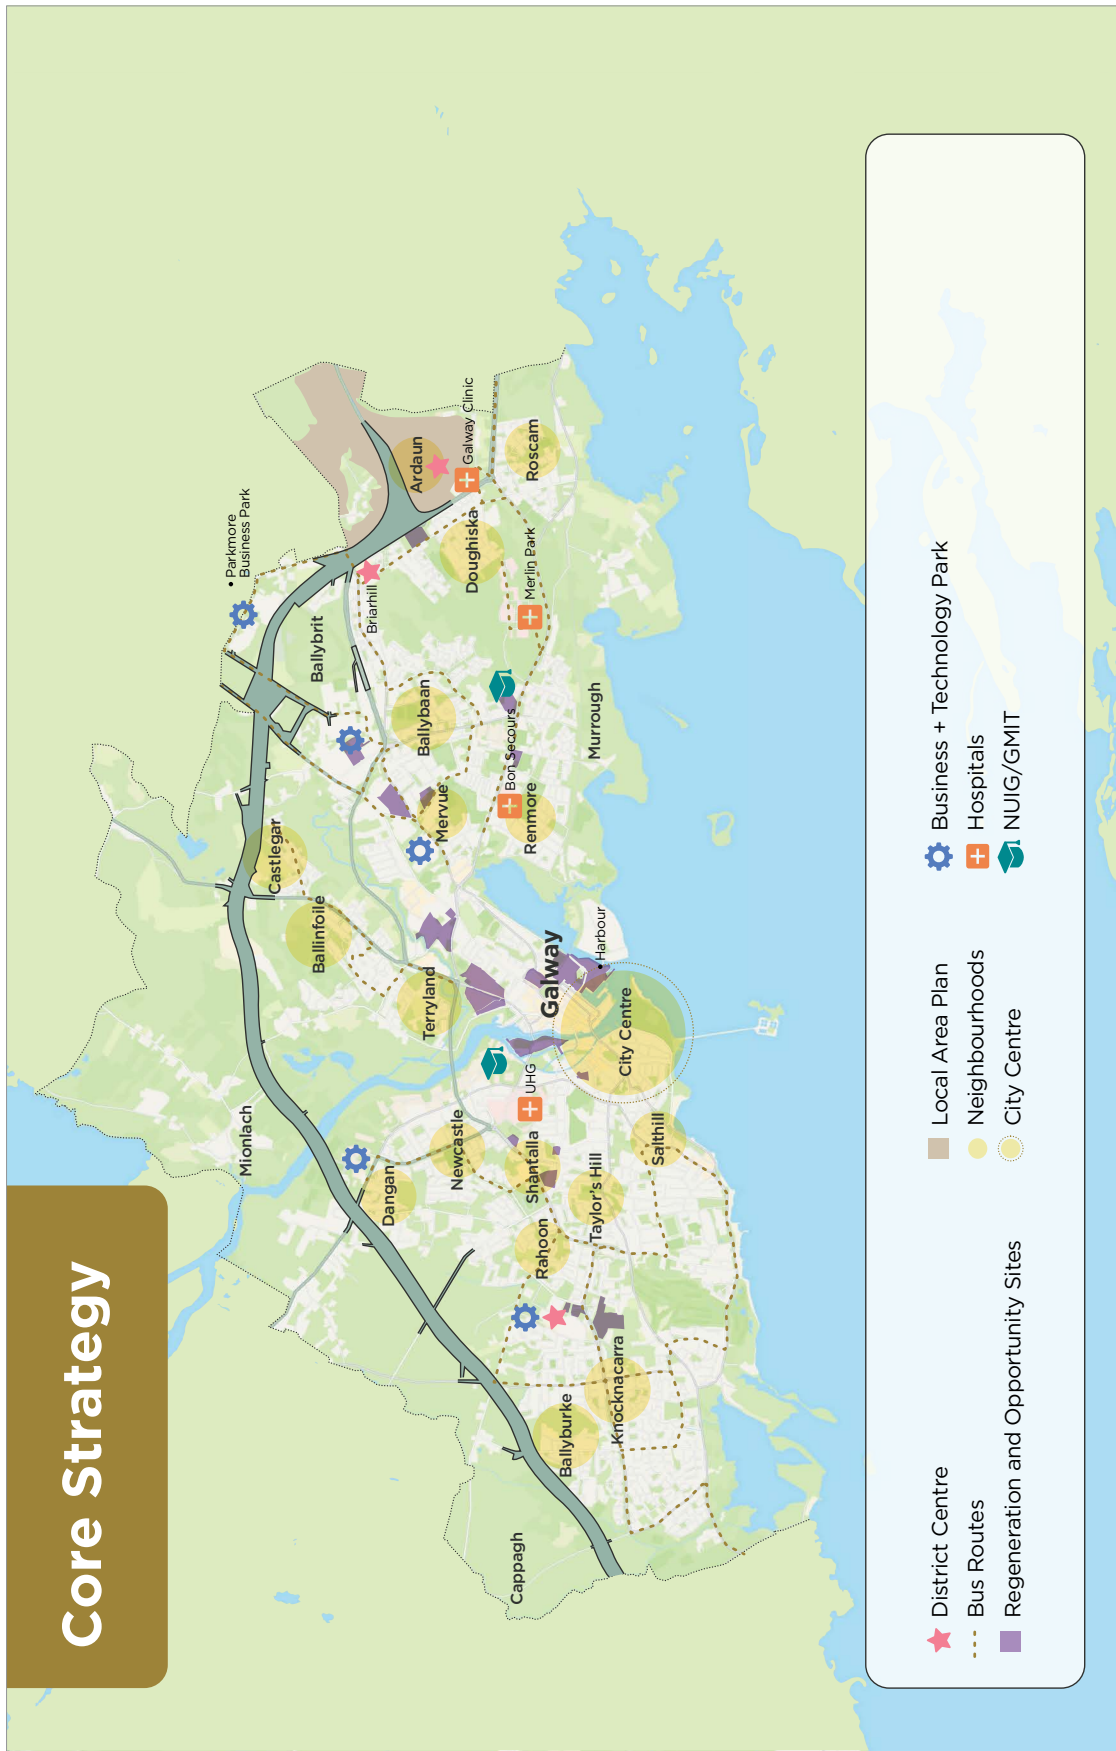 Core Strategy
Parkmore
Business Park
Ballybrit
Briarhill
Ardaun
Galway Clinic
Doughiska
Roscam
Merlin Park
Castlegar
Ballybaan
Mervue
Bon Secours
Renmore
Murrough
Ballinfoile
Terryland
Galway
Harbour
City Centre
Mionlach
Dangan
Newcastle
UHG
Shantalla
Salthill
Taylor's Hill
Rahoon
Knocknacarra
Ballyburke
Cappagh
District Centre
Bus Routes
Regeneration and Opportunity Sites
Local Area Plan
Neighbourhoods
City Centre
Business + Technology Park
Hospitals
NUIG/GMIT